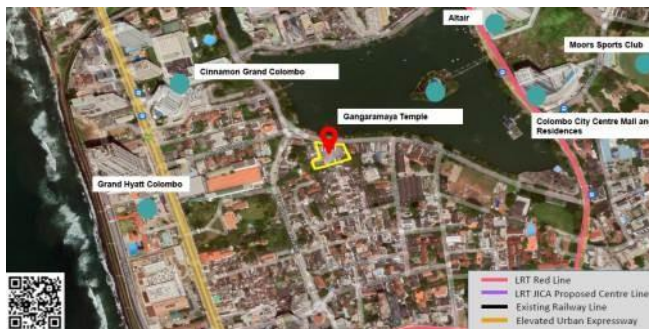 Altair
Moors Sports Club
Cinnamon Grand Colombo
Gangaramaya Temple
Colombo City Centre Mall and
Residences
Grand Hyatt Colombo
LRT Red Line
LRT JICA Proposed Centre Line
Existing Railway Line
Elevated Urban Expressway